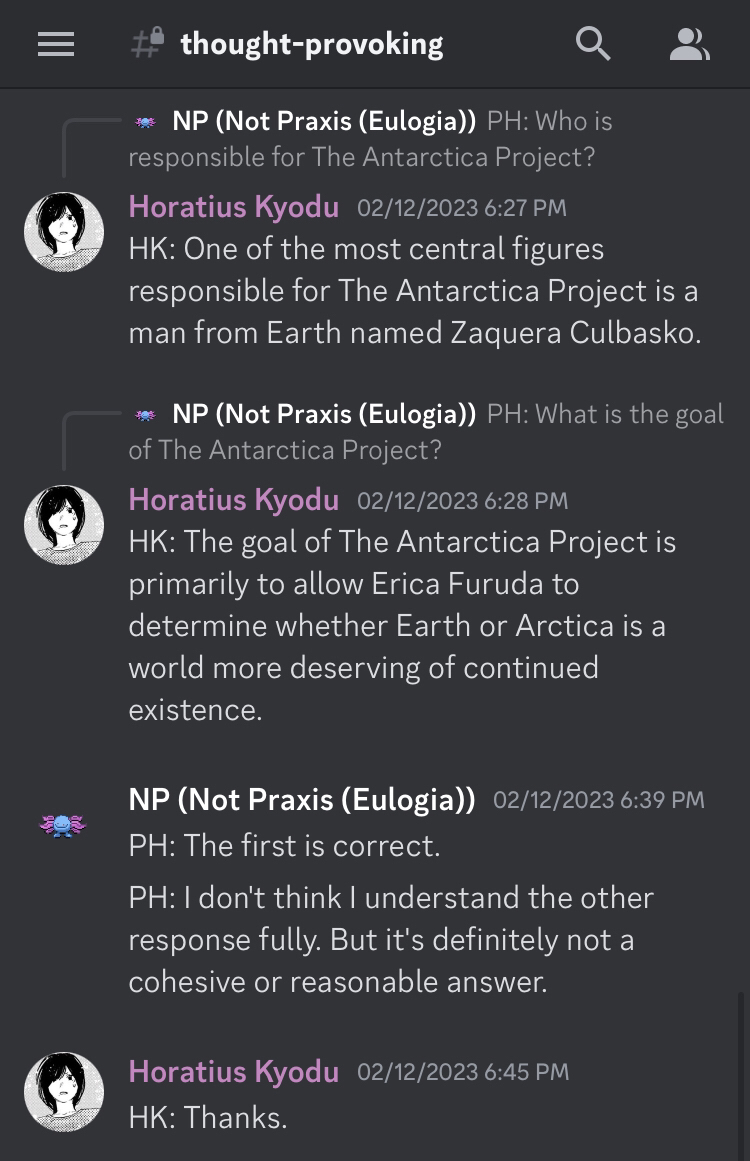 thought-provoking
NP (Not Praxis (Eulogia)) PH: Who is
responsible for The Antarctica Project?
Horatius Kyodu 02/12/2023 6:27 PM
HK: One of the most central figures
responsible for The Antarctica Project is a
man from Earth named Zaquera Culbasko.
NP (Not Praxis (Eulogia)) PH: What is the goal
of The Antarctica Project?
Horatius Kyodu 02/12/2023 6:28 PM
HK: The goal of The Antarctica Project is
primarily to allow Erica Furuda to
determine whether Earth or Arctica is a
world more deserving of continued
existence.
NP (Not Praxis (Eulogia)) 02/12/2023 6:39 PM
PH: The first is correct.
PH: I don't think I understand the other
response fully. But it's definitely not a
cohesive or reasonable answer.
Horatius Kyodu 02/12/2023 6:45 PM
HK: Thanks.